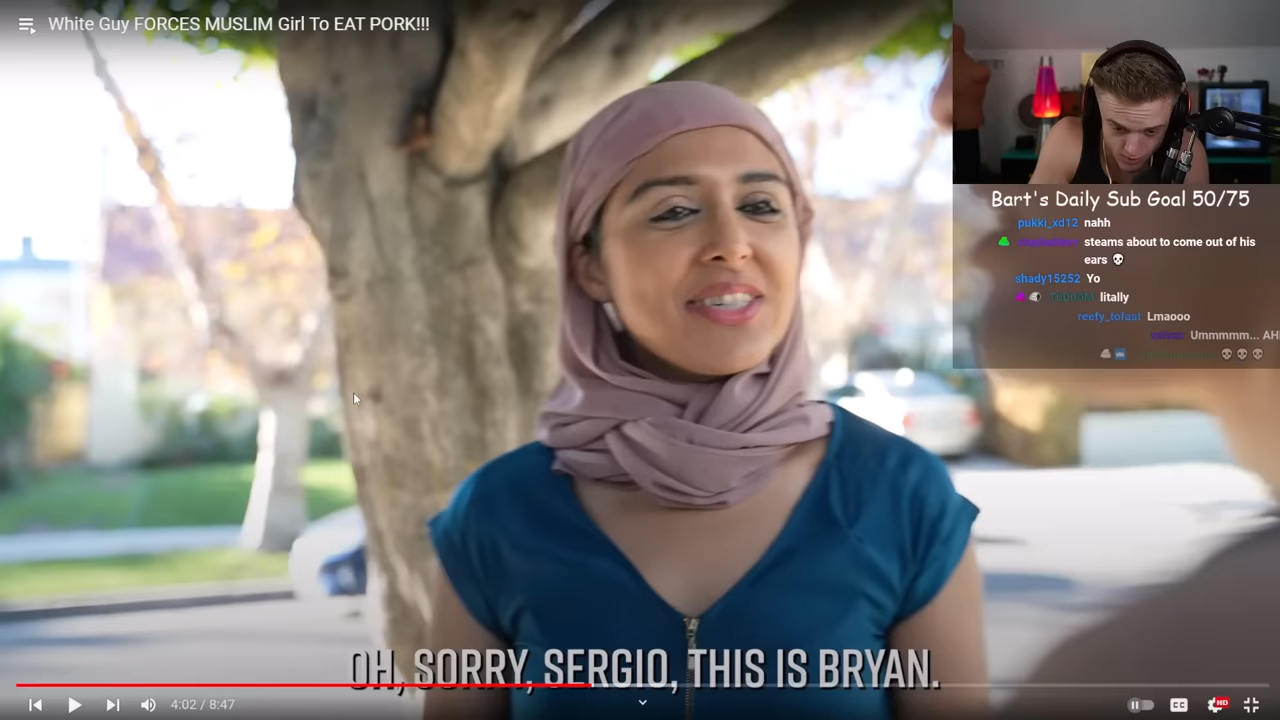 White Guy FORCES MUSLIM Girl To EAT PORK!!!
Bart's Daily Sub Goal 50/75
pukki_xd12 nahh
steams about to come out of his
ears
shady15252 Yo
litally
reefy_tofast Lmaooo
Ummmmm... AH
OH, SORRY, SERGIO, THIS IS BRYAN.
4:02 / 8:47
CC
HD